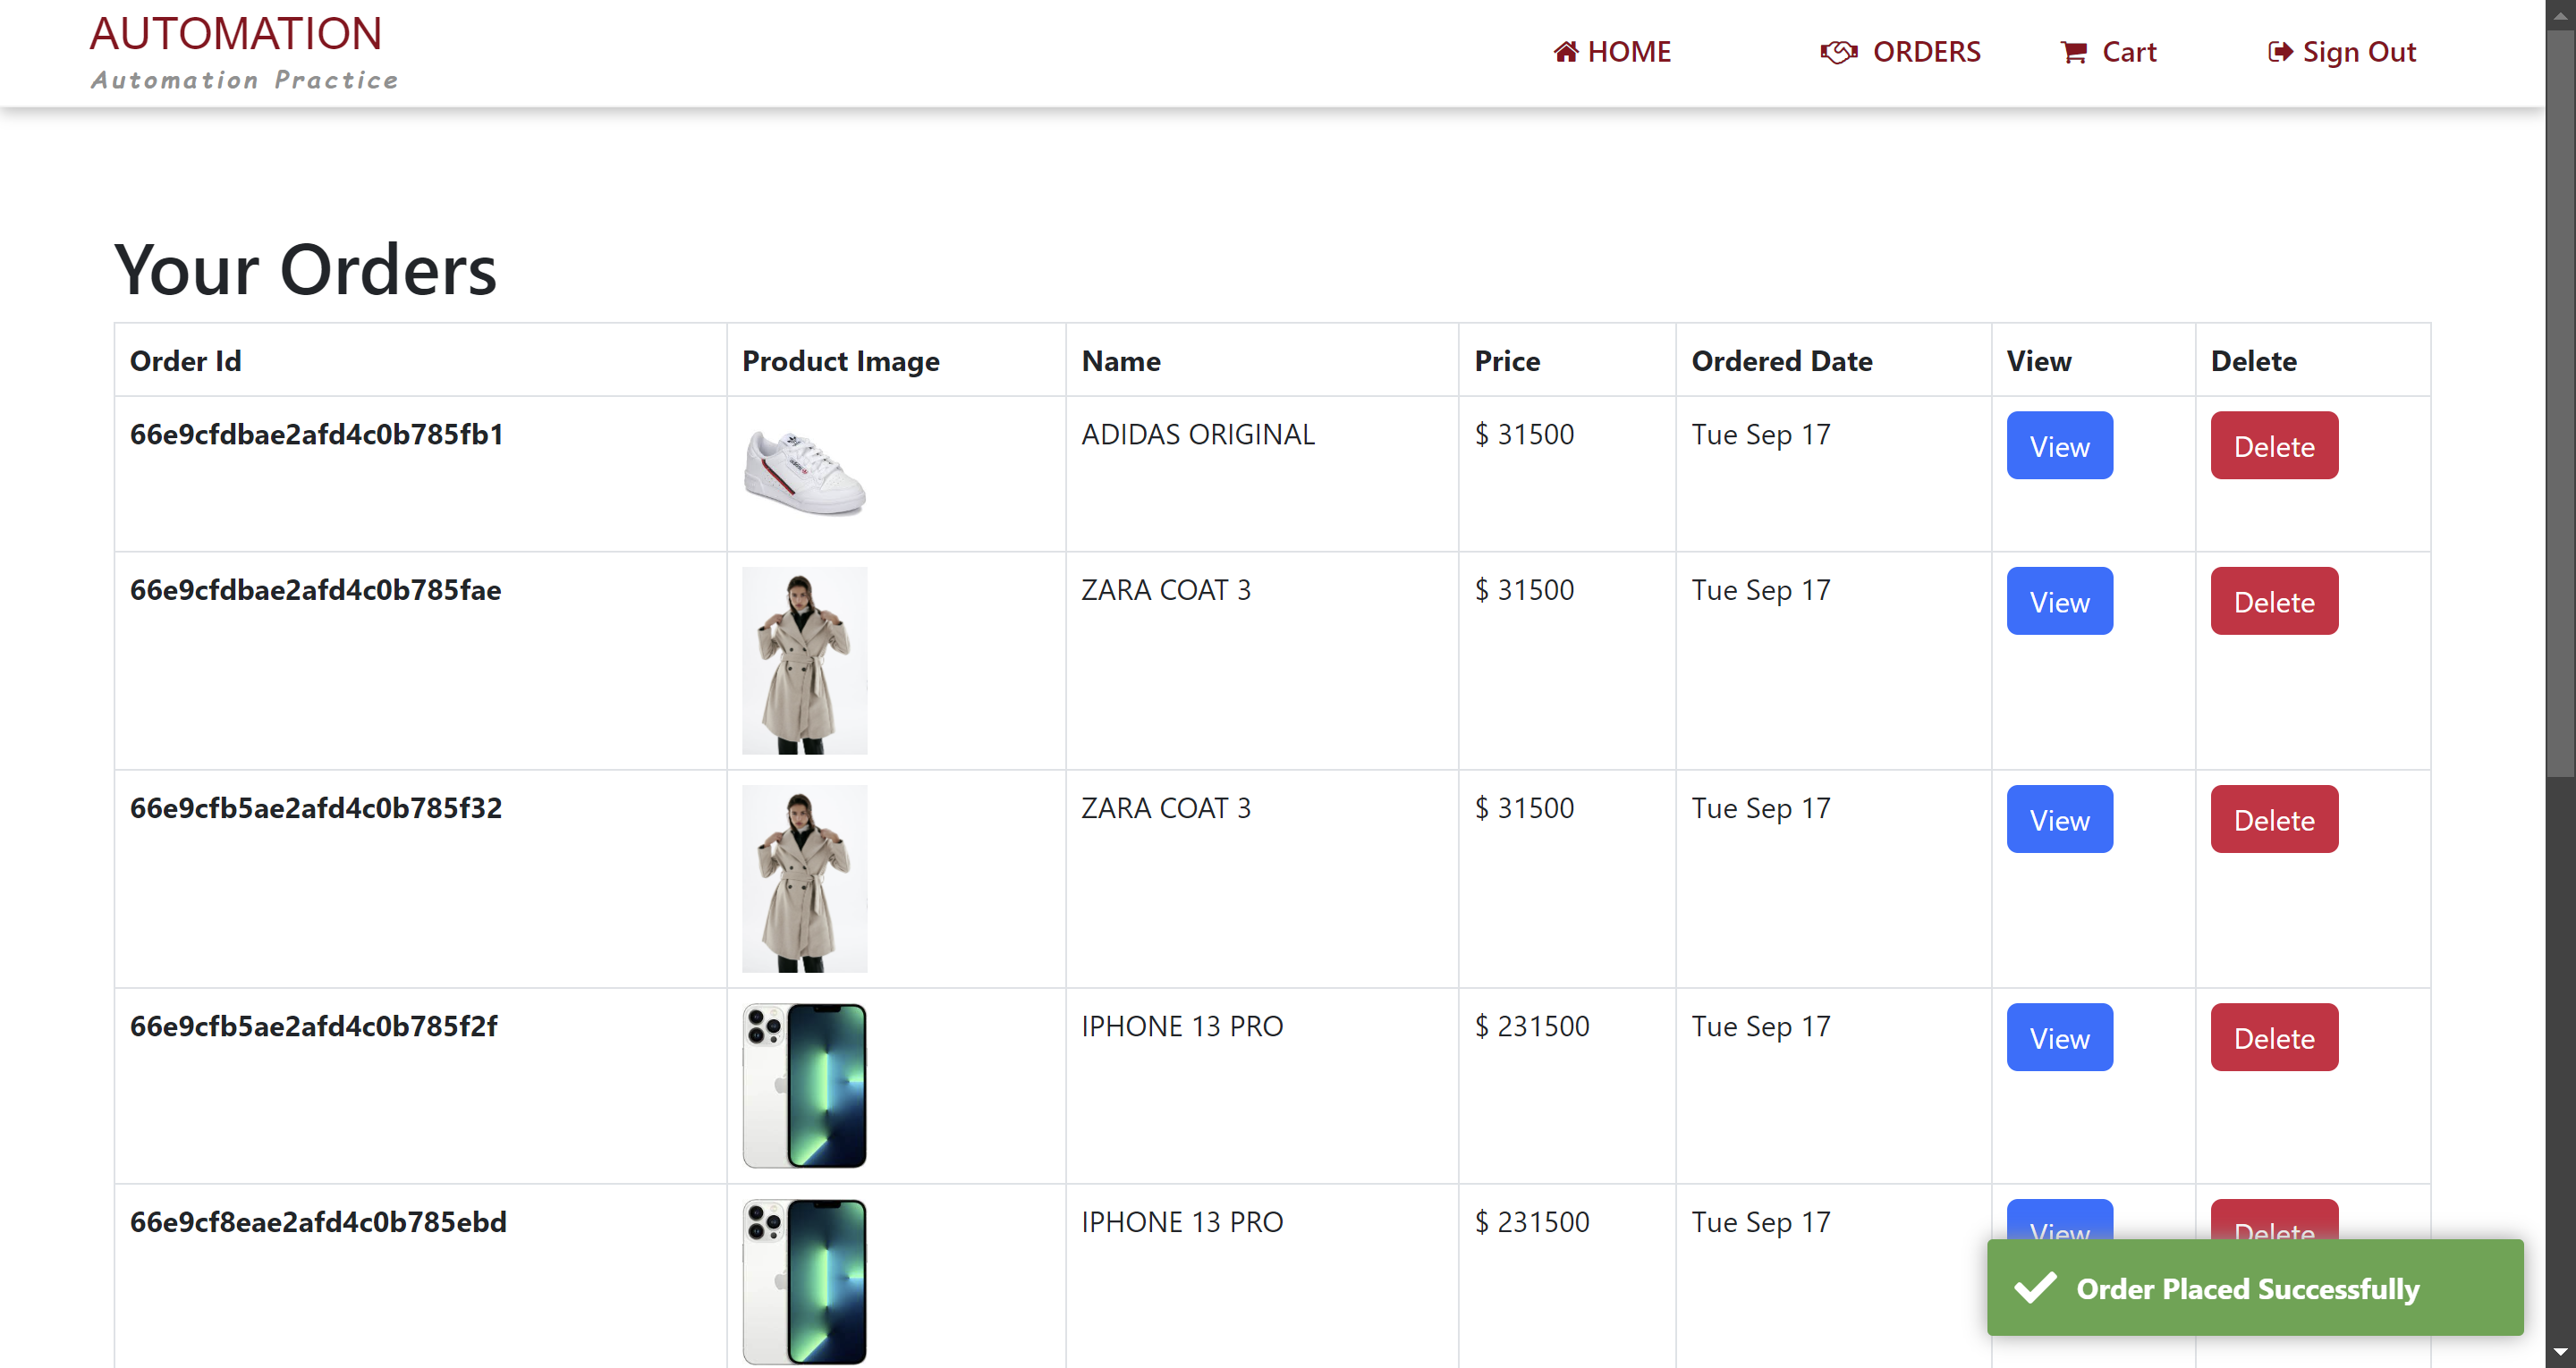 AUTOMATION
Automation Practice
HOME ORDERS Cart Sign Out
Your Orders
Order Id Product Image Name Price Ordered Date View Delete
66e9cfdbae2afd4c0b785fb1 ADIDAS ORIGINAL $ 31500 Tue Sep 17 View Delete
66e9cfdbae2afd4c0b785fae ZARA COAT 3 $ 31500 Tue Sep 17 View Delete
66e9cfb5ae2afd4c0b785f32 ZARA COAT 3 $ 31500 Tue Sep 17 View Delete
66e9cfb5ae2afd4c0b785f2f IPHONE 13 PRO $ 231500 Tue Sep 17 View Delete
66e9cf8eae2afd4c0b785ebd IPHONE 13 PRO $ 231500 Tue Sep 17 View Delete
Order Placed Successfully